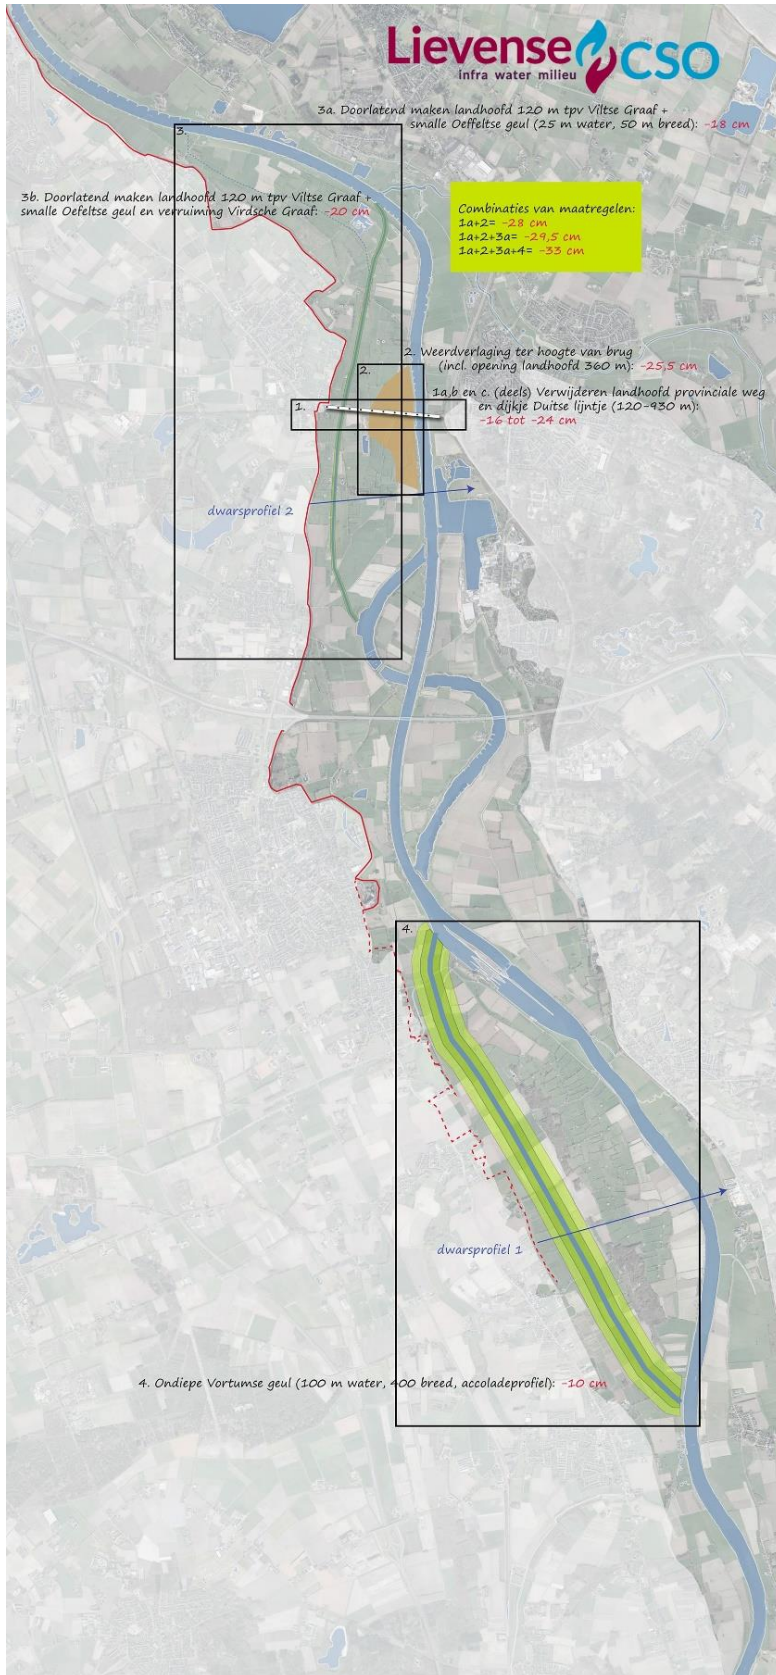 Lievense CSO
infra water milieu
3a. Doorlatend maken landhoofd 120 m tpv Viltse Graaf +
smalle Oeffeltse geul (25 m water, 50 m breed): -18 cm
3.
3b. Doorlatend maken landhoofd 120 m tpv Viltse Graaf +
smalle Oefeltse geul en verruiming Virdsche Graaf: -20 cm
Combinaties van maatregelen:
1a+2= -28 cm
1a+2+3a= -29,5 cm
1a+2+3a+4= -33 cm
2. Weerdverlaging ter hoogte van brug
(incl. opening landhoofd 360 m): -25,5 cm
2.
1a,b en c. (deels) Verwijderen landhoofd provinciale weg
en dijkje Duitse lijntje (120-930 m):
-16 tot -24 cm
1.
dwarsprofiel 2
4.
dwarsprofiel 1
4. Ondiepe Vortumse geul (100 m water, 400 breed, accoladeprofiel): -10 cm